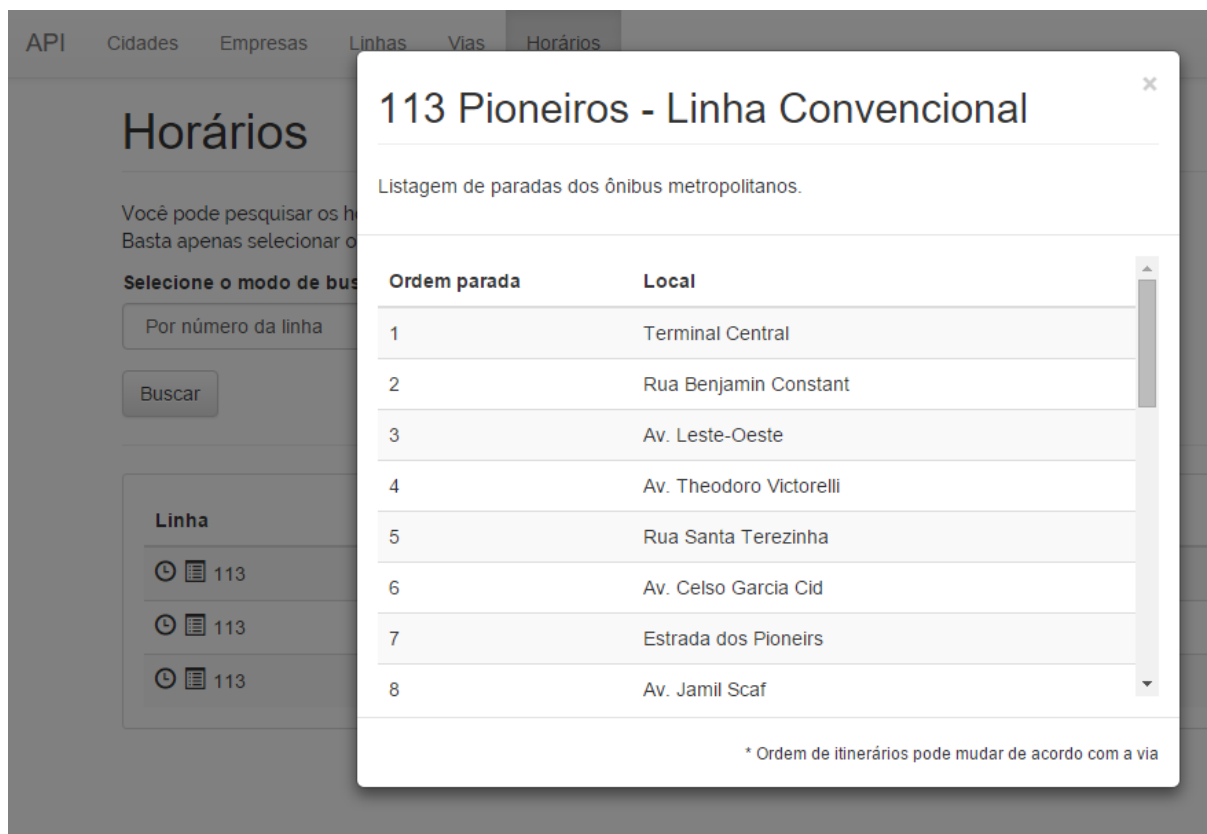 API Cidades Empresas Linhas Vias Horários
Horários
Você pode pesquisar os
Basta apenas selecionar
Selecione o modo de
Por número da linha
Buscar
Linha
113
113
113
113 Pioneiros - Linha Convencional
×
Listagem de paradas dos ônibus metropolitanos.
Ordem parada Local
1 Terminal Central
2 Rua Benjamin Constant
3 Av. Leste-Oeste
4 Av. Theodoro Victorelli
5 Rua Santa Terezinha
6 Av. Celso Garcia Cid
7 Estrada dos Pioneirs
8 Av. Jamil Scaf
* Ordem de itinerários pode mudar de acordo com a via